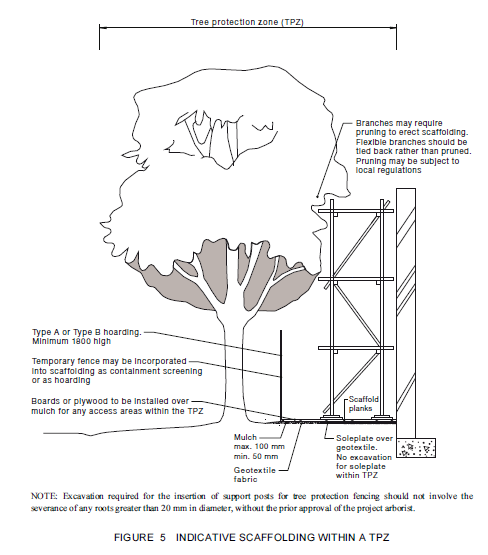 Tree protection zone (TPZ)
Branches may require
pruning to erect scaffolding.
Flexible branches should be
tied back rather than pruned.
Pruning may be subject to
local regulations
Type A or Type B hoarding.
Minimum 1800 high
Temporary fence may be incorporated
into scaffolding as containment screening
or as hoarding
Boards or plywood to be installed over
mulch for any access areas within the TPZ
Scaffold
planks
Mulch
max. 100 mm
min. 50 mm
Geotextile
fabric
Soleplate over
geotextile.
No excavation
for soleplate
within TPZ
NOTE: Excavation required for the insertion of support posts for tree protection fencing should not involve the
severance of any roots greater than 20 mm in diameter, without the prior approval of the project arborist.
FIGURE 5 INDICATIVE SCAFFOLDING WITHIN A TPZ